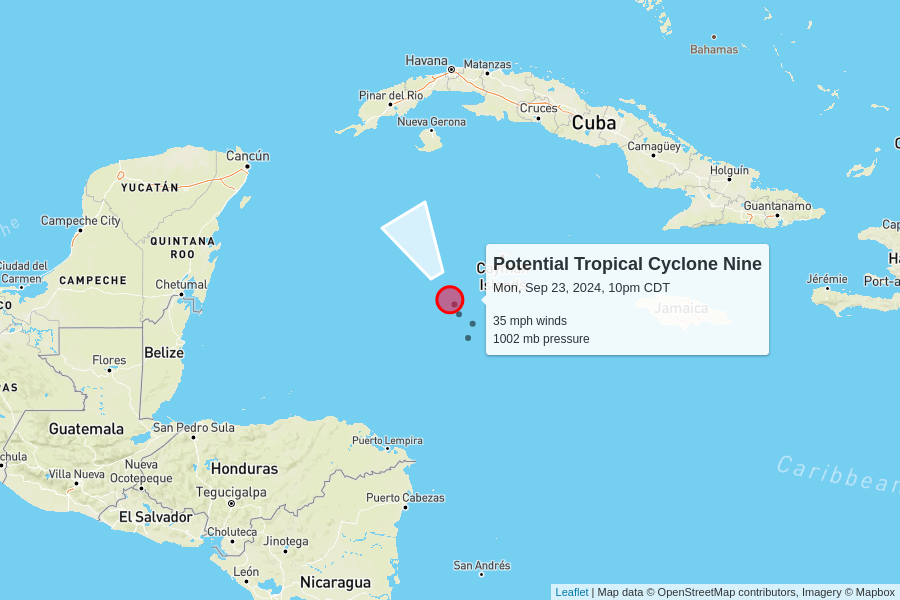 Bahamas
Havana
Matanzas
Pinar del Rio
Cruces
Nueva Gerona
Cuba
Camagüey
Cancún
Holguín
YUCATÁN
Guantanamo
Campeche City
QUINTANA
ROO
Ciudad del
Carmen
CAMPECHE
Chetumal
Jérémie
Potential Tropical Cyclone Nine
Mon, Sep 23, 2024, 10pm CDT
35 mph winds
1002 mb pressure
Jamaica
Belize
Flores
Guatemala
San Pedro Sula
Puerto Lempira
Villa Nueva
Nueva
Ocotepeque
Honduras
Tegucigalpa
Puerto Cabezas
El Salvador
Choluteca
Jinotega
León
Nicaragua
San Andrés
Caribbean
Leaflet | Map data © OpenStreetMap contributors, Imagery © Mapbox